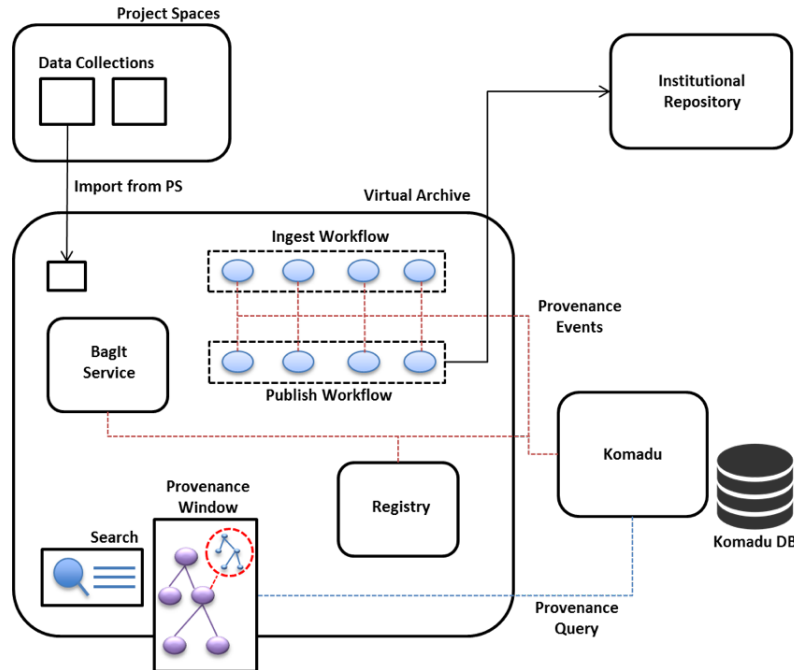 Project Spaces
Data Collections
Institutional
Repository
Import from PS
Virtual Archive
Ingest Workflow
Provenance
Events
BagIt
Service
Publish Workflow
Komadu
Registry
Provenance
Window
Search
Komadu DB
Provenance
Query